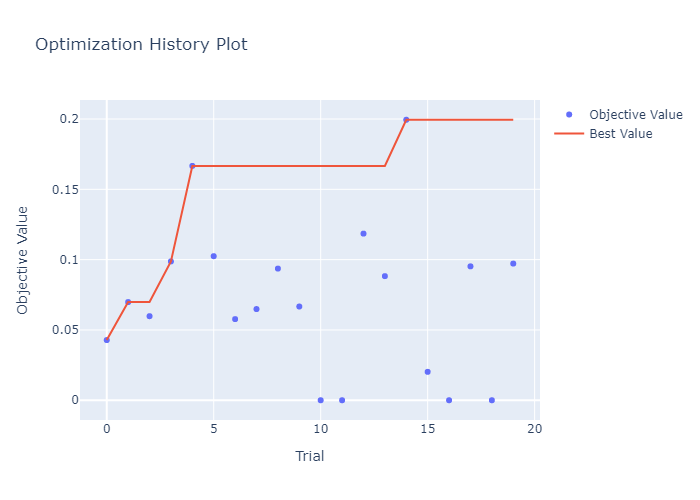 Optimization History Plot
Objective Value
Best Value
Objective Value
0.2
0.15
0.1
0.05
0
0
5
10
15
20
Trial